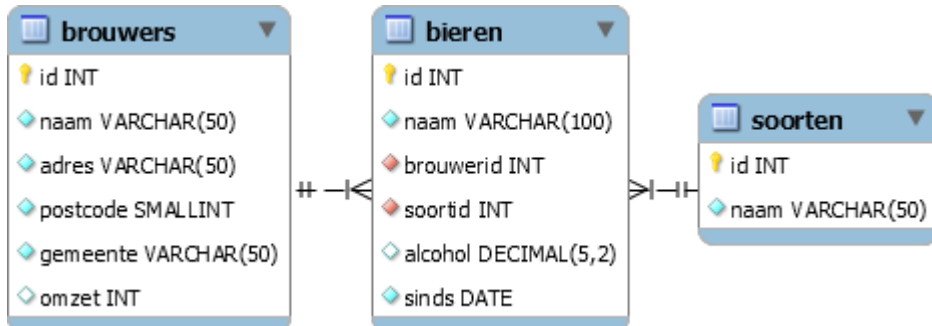 brouwers
id INT
naam VARCHAR(50)
adres VARCHAR(50)
postcode SMALLINT
gemeente VARCHAR(50)
omzet INT
bieren
id INT
naam VARCHAR(100)
brouwerid INT
soortid INT
alcohol DECIMAL(5,2)
sinds DATE
soorten
id INT
naam VARCHAR(50)